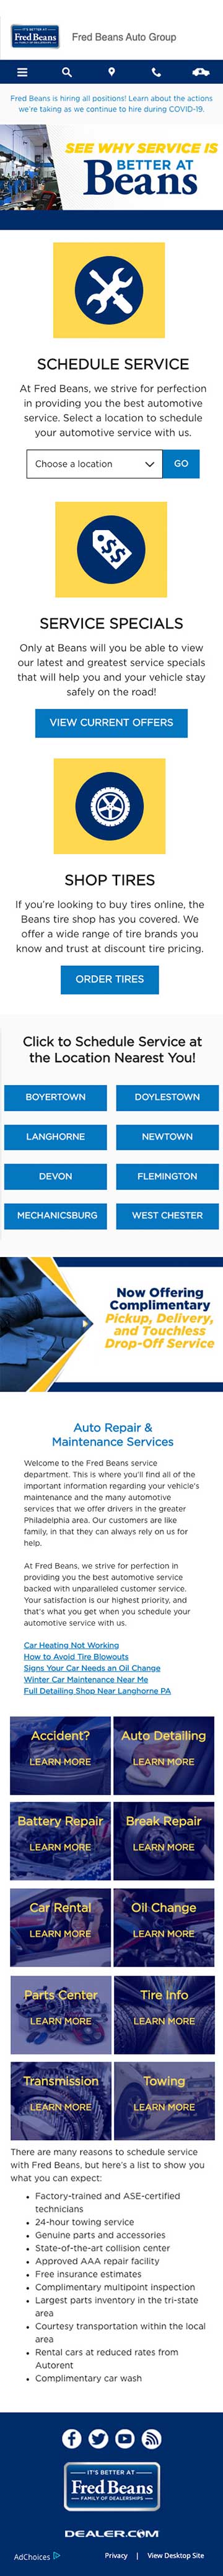 IT'S BETTER AT
Fred Beans
FAMILY OF DEALERSHIPS
Fred Beans Auto Group
Fred Beans is hiring all positions! Learn about the actions
we're taking as we continue to hire during COVID-19.
SEE WHY SERVICE IS
BETTER AT
Beans
SCHEDULE SERVICE
At Fred Beans, we strive for perfection
in providing you the best automotive
service. Select a location to schedule
your automotive service with us.
Choose a location
GO
$$
SERVICE SPECIALS
Only at Beans will you be able to view
our latest and greatest service specials
that will help you and your vehicle stay
safely on the road!
VIEW CURRENT OFFERS
SHOP TIRES
If you're looking to buy tires online, the
Beans tire shop has you covered. We
offer a wide range of tire brands you
know and trust at discount tire pricing.
ORDER TIRES
Click to Schedule Service at
the Location Nearest You!
BOYERTOWN
DOYLESTOWN
LANGHORNE
NEWTOWN
DEVON
FLEMINGTON
MECHANICSBURG
WEST CHESTER
Now Offering
Complimentary
Pickup, Delivery,
and Touchless
Drop-Off Service
Auto Repair &
Maintenance Services
Welcome to the Fred Beans service
department. This is where you'll find all of the
important information regarding your vehicle's
maintenance and the many automotive
services that we offer drivers in the greater
Philadelphia area. Our customers are like
family, in that they can always rely on us for
help.
At Fred Beans, we strive for perfection in
providing you the best automotive service
backed with unparalleled customer service.
Your satisfaction is our highest priority, and
that's what you get when you schedule your
automotive service with us.
Car Heating Not Working
How to Avoid Tire Blowouts
Signs Your Car Needs an Oil Change
Winter Car Maintenance Near Me
Full Detailing Shop Near Langhorne PA
Accident?
LEARN MORE
Auto Detailing
LEARN MORE
Battery Repair
LEARN MORE
Break Repair
LEARN MORE
Car Rental
LEARN MORE
Oil Change
LEARN MORE
Parts Center
LEARN MORE
Tire Info
LEARN MORE
Transmission
LEARN MORE
Towing
LEARN MORE
There are many reasons to schedule service
with Fred Beans, but here's a list to show you
what you can expect:
• Factory-trained and ASE-certified
technicians
• 24-hour towing service
• Genuine parts and accessories
• State-of-the-art collision center
• Approved AAA repair facility
• Free insurance estimates
• Complimentary multipoint inspection
• Largest parts inventory in the tri-state
area
• Courtesy transportation within the local
area
• Rental cars at reduced rates from
Autorent
• Complimentary car wash
IT'S BETTER AT
Fred Beans
FAMILY OF DEALERSHIPS
DEALER.COM
AdChoices
Privacy | View Desktop Site